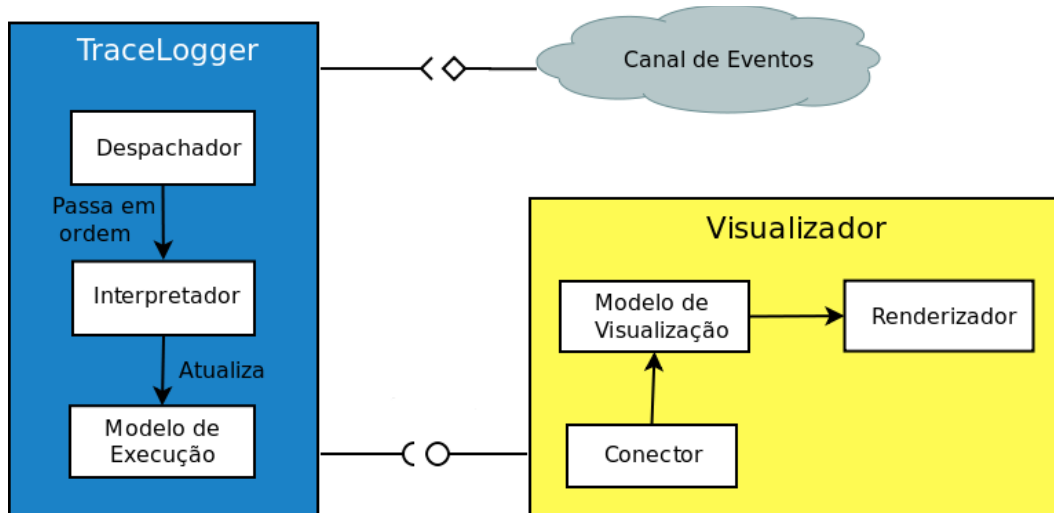 TraceLogger
Despachador
Passa em
ordem
Interpretador
Atualiza
Modelo de
Execução
Canal de Eventos
Visualizador
Modelo de
Visualização
Renderizador
Conector